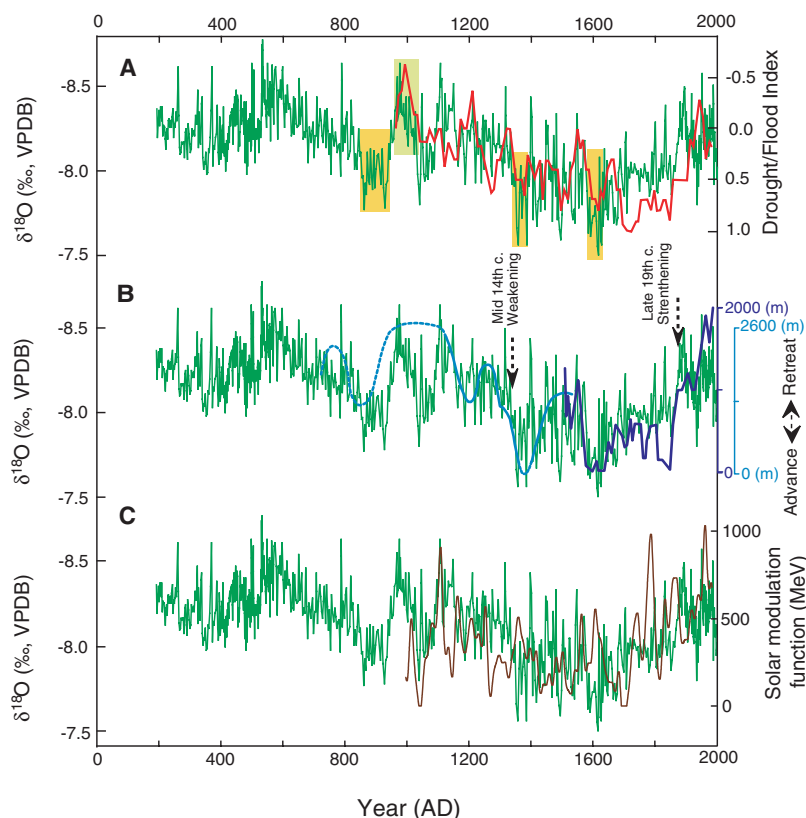 0 400 800 1200 1600 2000
A
-8.5
-8.0
-7.5
δ18O (‰, VPDB)
-0.5
0.0
0.5
1.0
Drought/Flood Index
B
-8.5
-8.0
-7.5
δ18O (‰, VPDB)
Mid 14th c.
Weakening
Late 19th c.
Strenthening
2000 (m)
2600 (m)
0
0 (m)
Advance Retreat
C
-8.5
-8.0
-7.5
δ18O (‰, VPDB)
1000
500
0
Solar modulation
function (MeV)
0 400 800 1200 1600 2000
Year (AD)